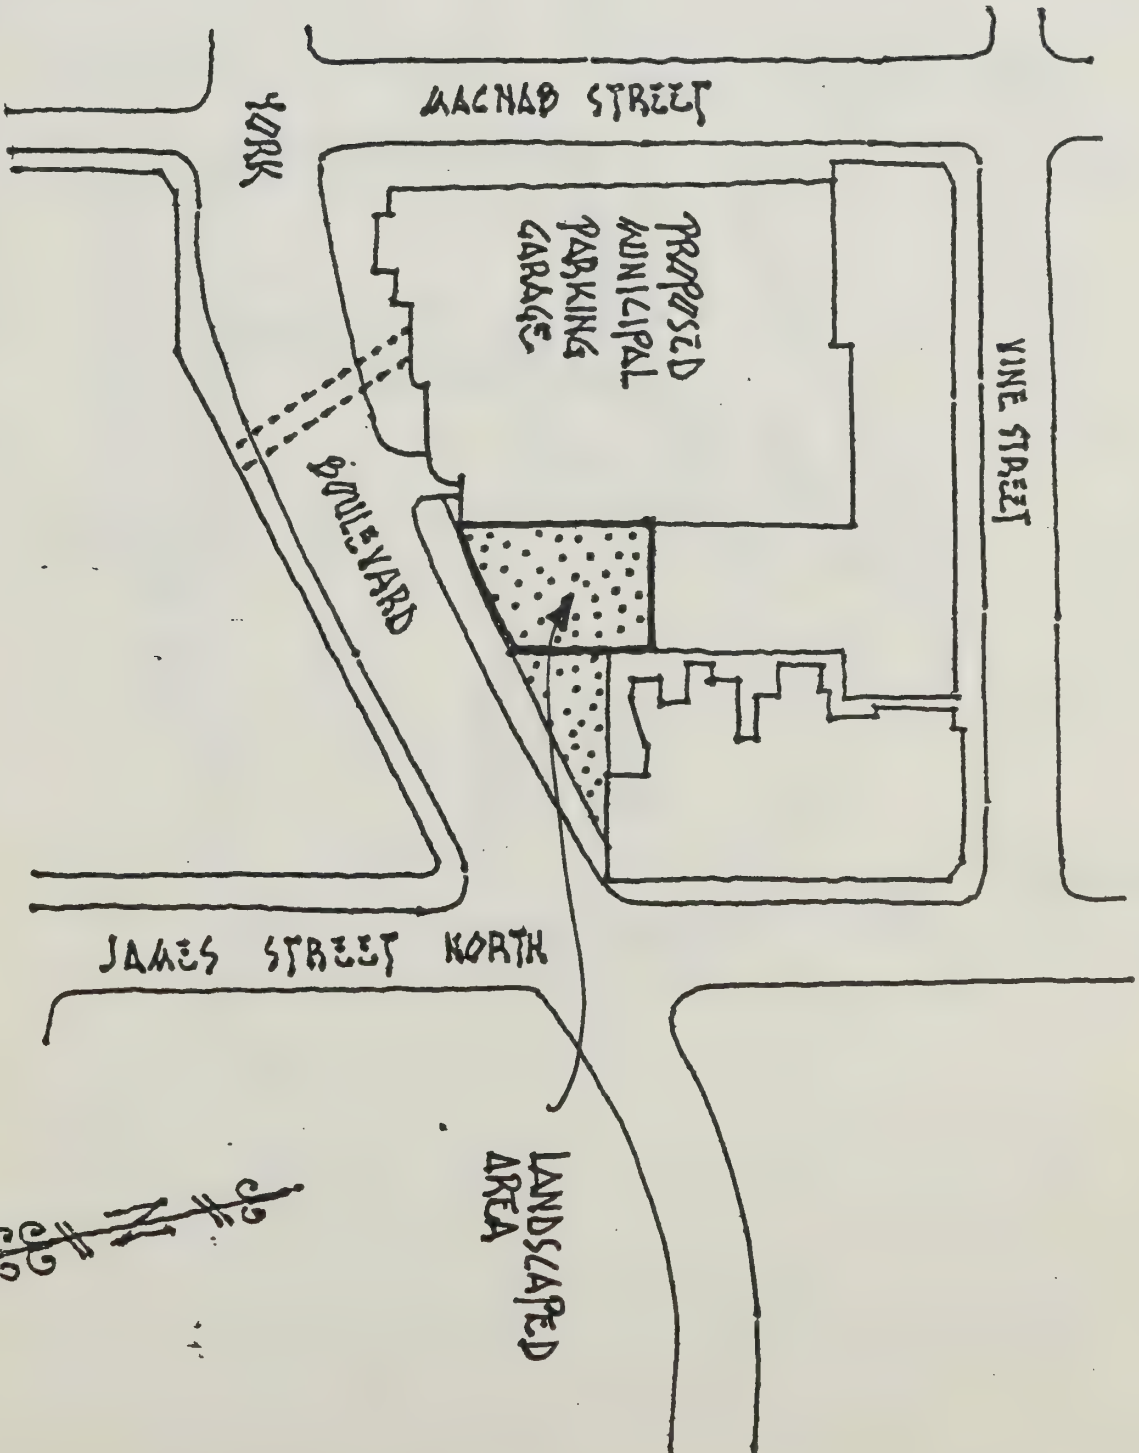 MACNAB STREET
YORK
BOULEVARD
PROPOSED
MUNICIPAL
PARKING
GARAGE
VINE STREET
JAMES STREET NORTH
LANDSCAPED
AREA
N